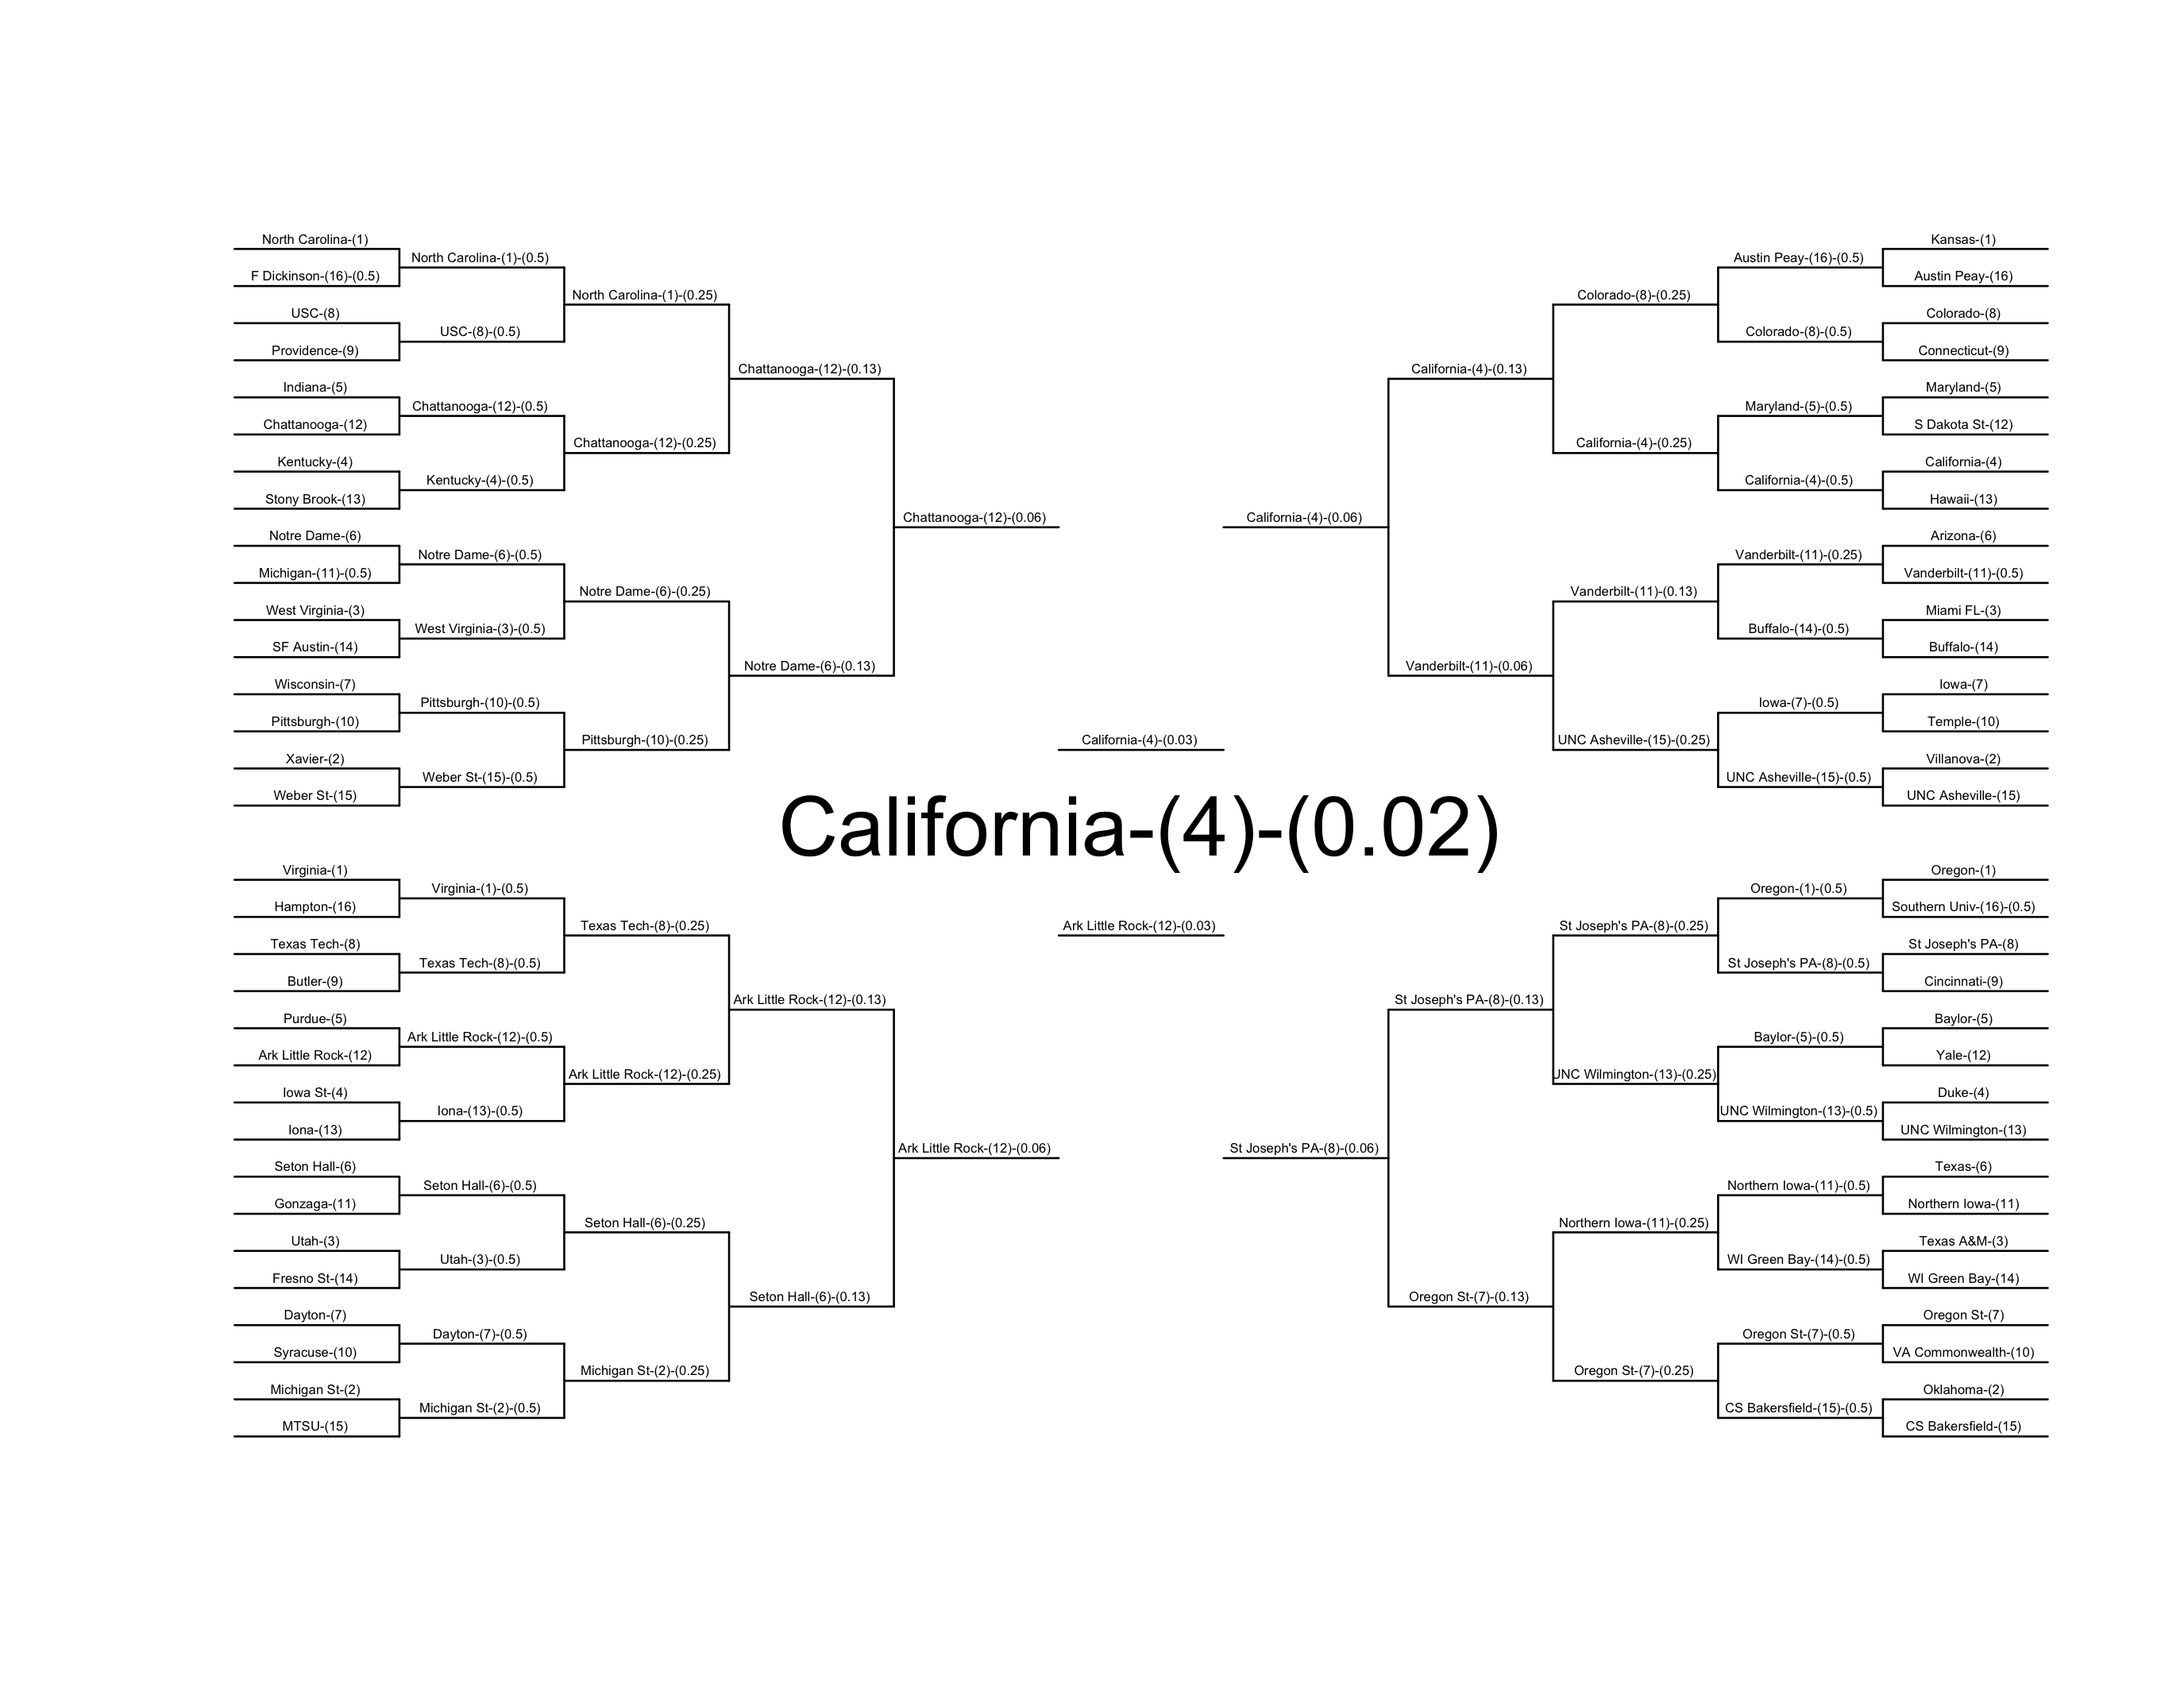 North Carolina-(1)
F Dickinson-(16)-(0.5)
USC-(8)
Providence-(9)
Indiana-(5)
Chattanooga-(12)
Kentucky-(4)
Stony Brook-(13)
Notre Dame-(6)
Michigan-(11)-(0.5)
West Virginia-(3)
SF Austin-(14)
Wisconsin-(7)
Pittsburgh-(10)
Xavier-(2)
Weber St-(15)
North Carolina-(1)-(0.5)
USC-(8)-(0.5)
Chattanooga-(12)-(0.5)
Kentucky-(4)-(0.5)
Notre Dame-(6)-(0.5)
West Virginia-(3)-(0.5)
Pittsburgh-(10)-(0.5)
Weber St-(15)-(0.5)
North Carolina-(1)-(0.25)
Chattanooga-(12)-(0.25)
Notre Dame-(6)-(0.25)
Pittsburgh-(10)-(0.25)
Chattanooga-(12)-(0.13)
Notre Dame-(6)-(0.13)
Chattanooga-(12)-(0.06)
Virginia-(1)
Hampton-(16)
Texas Tech-(8)
Butler-(9)
Purdue-(5)
Ark Little Rock-(12)
Iowa St-(4)
Iona-(13)
Seton Hall-(6)
Gonzaga-(11)
Utah-(3)
Fresno St-(14)
Dayton-(7)
Syracuse-(10)
Michigan St-(2)
MTSU-(15)
Virginia-(1)-(0.5)
Texas Tech-(8)-(0.5)
Ark Little Rock-(12)-(0.5)
Iona-(13)-(0.5)
Seton Hall-(6)-(0.5)
Utah-(3)-(0.5)
Dayton-(7)-(0.5)
Michigan St-(2)-(0.5)
Texas Tech-(8)-(0.25)
Ark Little Rock-(12)-(0.25)
Seton Hall-(6)-(0.25)
Michigan St-(2)-(0.25)
Ark Little Rock-(12)-(0.13)
Seton Hall-(6)-(0.13)
Ark Little Rock-(12)-(0.06)
California-(4)-(0.03)
California-(4)-(0.02)
Ark Little Rock-(12)-(0.03)
California-(4)-(0.06)
California-(4)-(0.13)
Vanderbilt-(11)-(0.06)
Colorado-(8)-(0.25)
California-(4)-(0.25)
Vanderbilt-(11)-(0.13)
UNC Asheville-(15)-(0.25)
Austin Peay-(16)-(0.5)
Colorado-(8)-(0.5)
Maryland-(5)-(0.5)
California-(4)-(0.5)
Vanderbilt-(11)-(0.25)
Buffalo-(14)-(0.5)
Iowa-(7)-(0.5)
UNC Asheville-(15)-(0.5)
Kansas-(1)
Austin Peay-(16)
Colorado-(8)
Connecticut-(9)
Maryland-(5)
S Dakota St-(12)
California-(4)
Hawaii-(13)
Arizona-(6)
Vanderbilt-(11)-(0.5)
Miami FL-(3)
Buffalo-(14)
Iowa-(7)
Temple-(10)
Villanova-(2)
UNC Asheville-(15)
St Joseph's PA-(8)-(0.06)
St Joseph's PA-(8)-(0.13)
Oregon St-(7)-(0.13)
St Joseph's PA-(8)-(0.25)
UNC Wilmington-(13)-(0.25)
Northern Iowa-(11)-(0.25)
Oregon St-(7)-(0.25)
Oregon-(1)-(0.5)
St Joseph's PA-(8)-(0.5)
Baylor-(5)-(0.5)
UNC Wilmington-(13)-(0.5)
Northern Iowa-(11)-(0.5)
WI Green Bay-(14)-(0.5)
Oregon St-(7)-(0.5)
CS Bakersfield-(15)-(0.5)
Oregon-(1)
Southern Univ-(16)-(0.5)
St Joseph's PA-(8)
Cincinnati-(9)
Baylor-(5)
Yale-(12)
Duke-(4)
UNC Wilmington-(13)
Texas-(6)
Northern Iowa-(11)
Texas A&M-(3)
WI Green Bay-(14)
Oregon St-(7)
VA Commonwealth-(10)
Oklahoma-(2)
CS Bakersfield-(15)